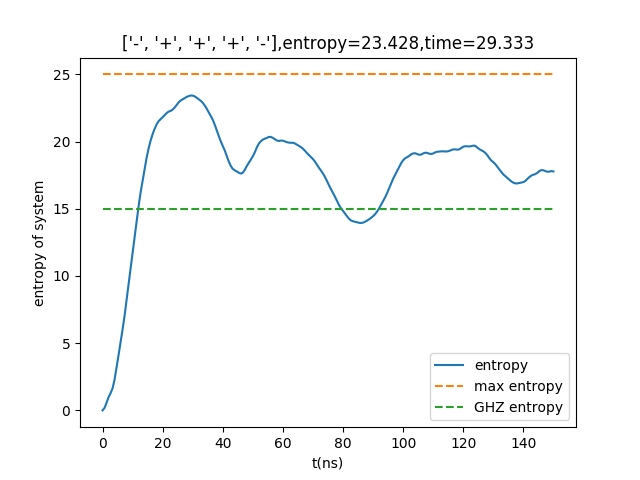 ['-', '+', '+', '+', '-'],entropy=23.428,time=29.333
25
20
15
10
5
0
entropy of system
entropy
max entropy
GHZ entropy
0 20 40 60 80 100 120 140
t(ns)